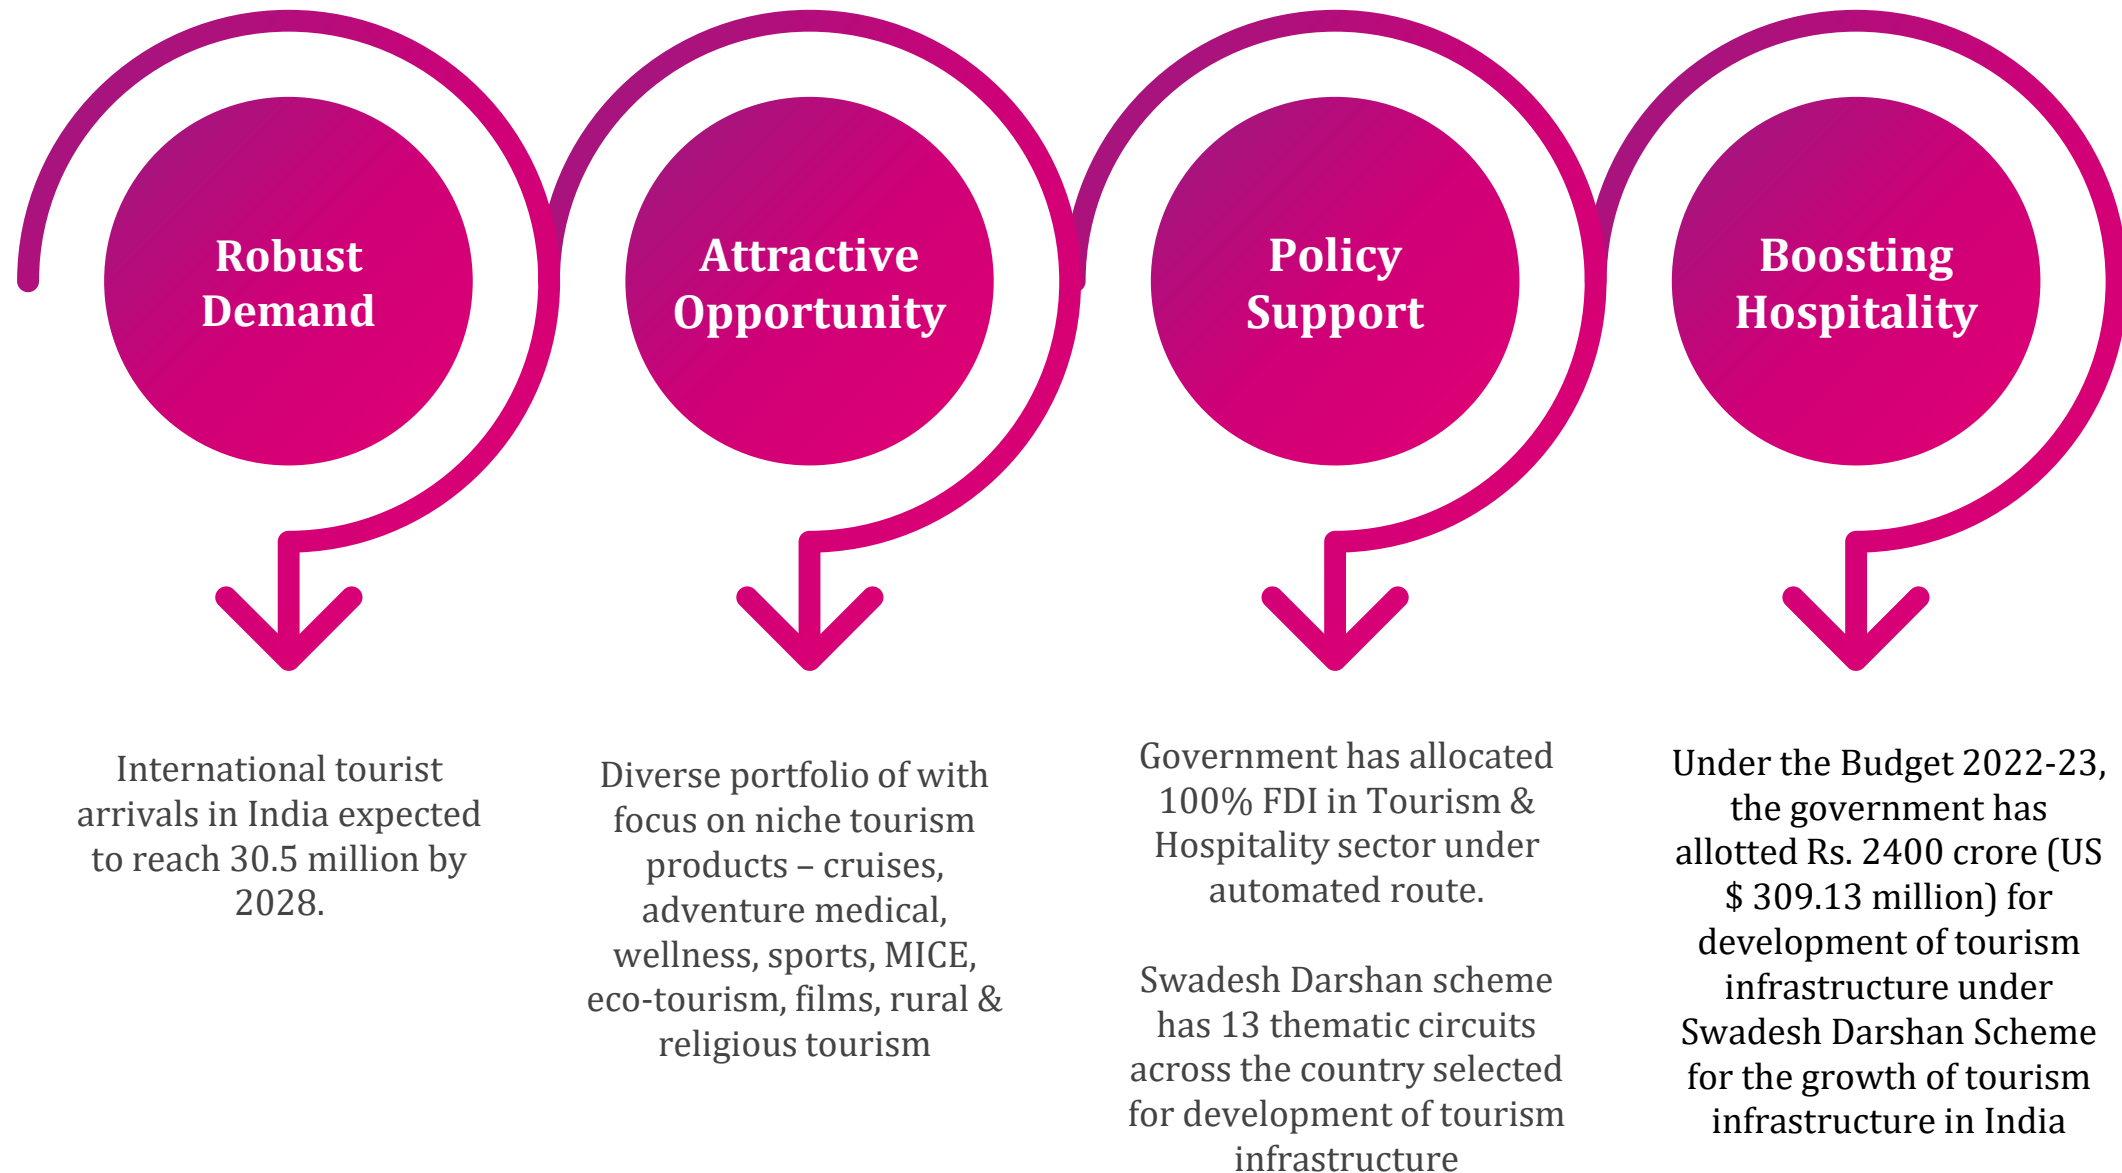 Robust
Demand
International tourist
arrivals in India expected
to reach 30.5 million by
2028.
Attractive
Opportunity
Diverse portfolio of with
focus on niche tourism
products – cruises,
adventure medical,
wellness, sports, MICE,
eco-tourism, films, rural &
religious tourism
Policy
Support
Government has allocated
100% FDI in Tourism &
Hospitality sector under
automated route.
Swadesh Darshan scheme
has 13 thematic circuits
across the country selected
for development of tourism
infrastructure
Boosting
Hospitality
Under the Budget 2022-23,
the government has
allotted Rs. 2400 crore (US
$ 309.13 million) for
development of tourism
infrastructure under
Swadesh Darshan Scheme
for the growth of tourism
infrastructure in India